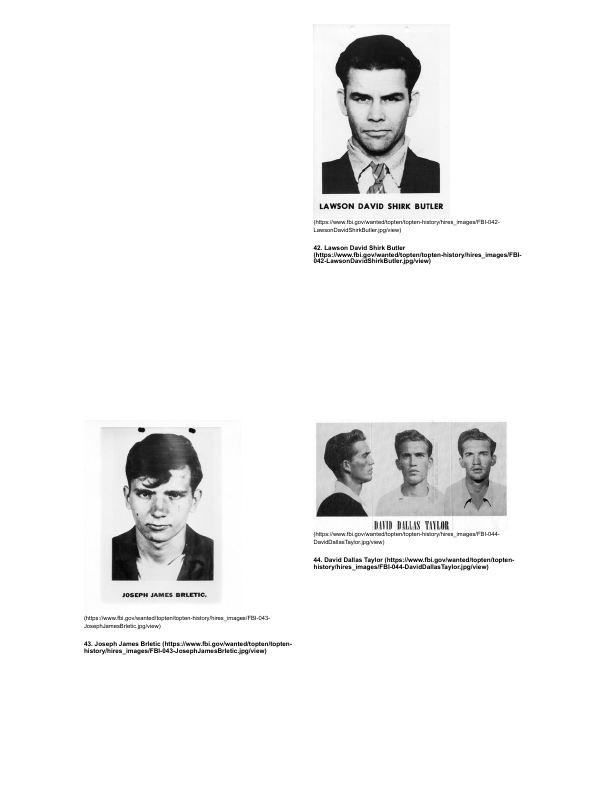 LAWSON DAVID SHIRK BUTLER
(https://www.fbi.gov/wanted/topten/topten-history/hires_images/FBI-042-
LawsonDavidShirkButler.jpg/view)
42. Lawson David Shirk Butler
(https://www.fbi.gov/wanted/topten/topten-history/hires_images/FBI-
042-LawsonDavidShirkButler.jpg/view)
JOSEPH JAMES BRLETIC.
(https://www.fbi.gov/wanted/topten/topten-history/hires_images/FBI-043-
JosephJamesBrletic.jpg/view)
43. Joseph James Brletic (https://www.fbi.gov/wanted/topten/topten-
history/hires_images/FBI-043-JosephJamesBrletic.jpg/view)
DAVID DALLAS TAYLOR
(https://www.fbi.gov/wanted/topten/topten-history/hires_images/FBI-044-
DavidDallasTaylor.jpg/view)
44. David Dallas Taylor (https://www.fbi.gov/wanted/topten/topten-
history/hires_images/FBI-044-DavidDallasTaylor.jpg/view)